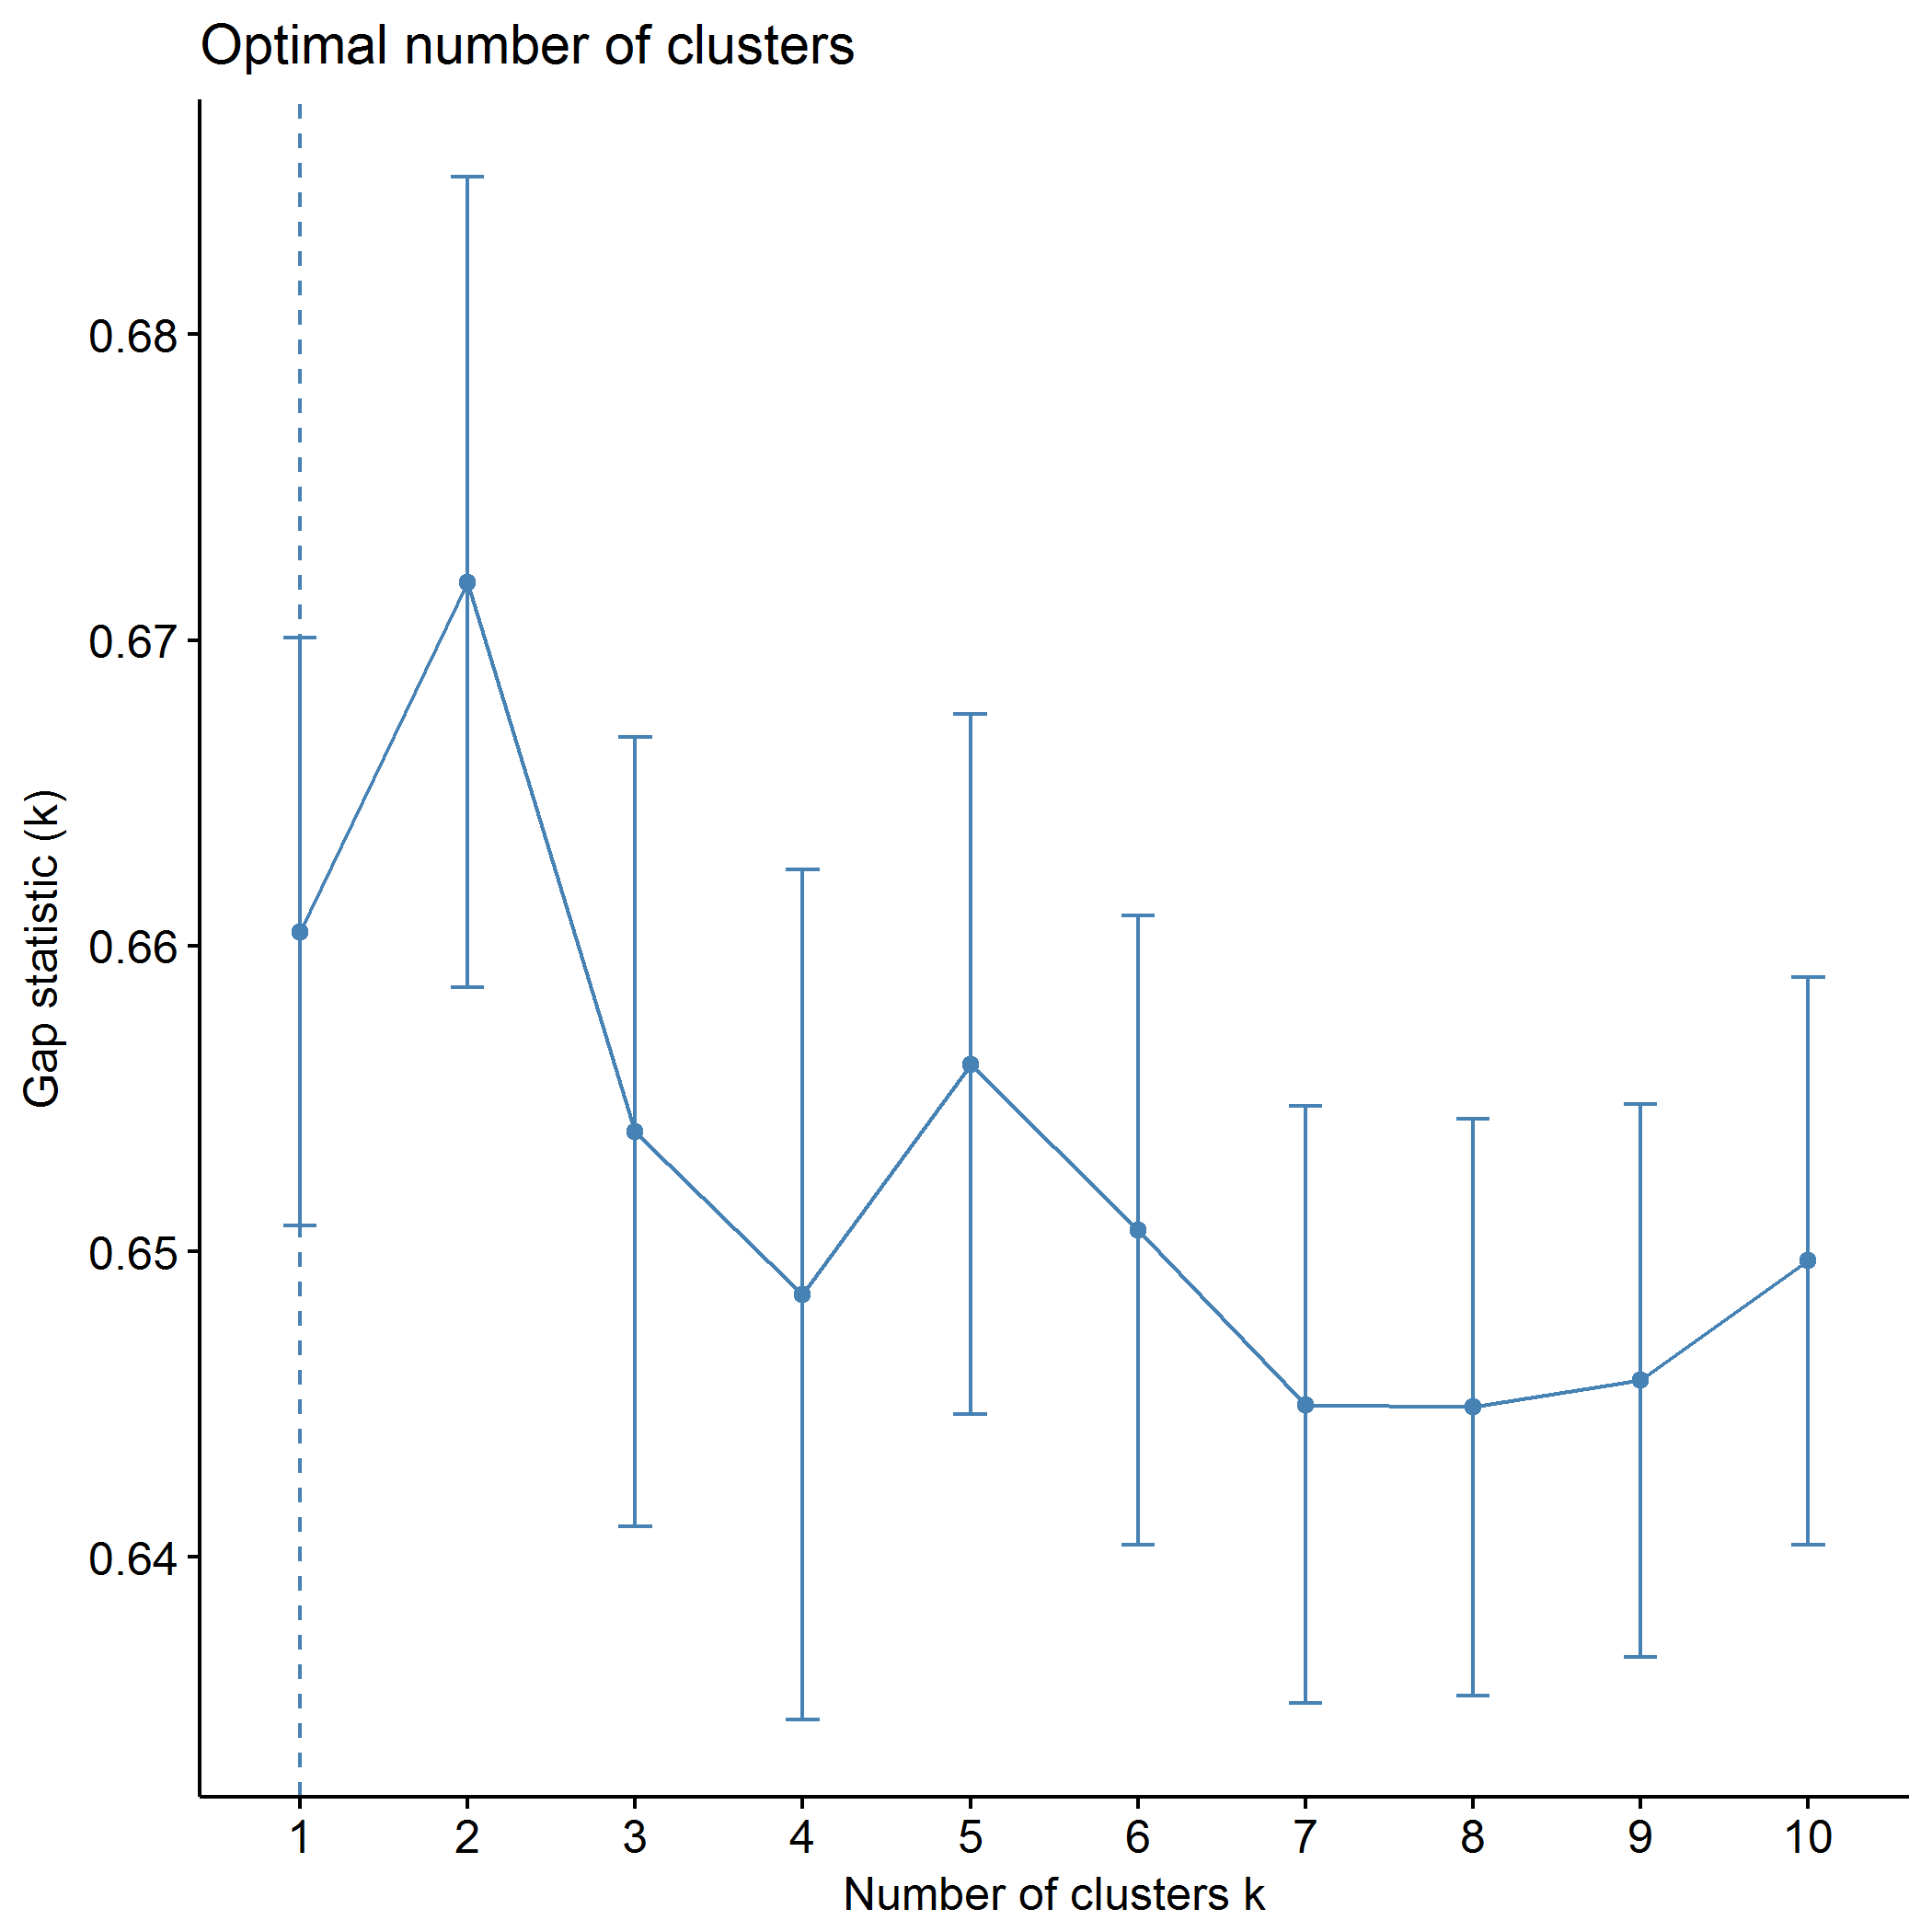 Optimal number of clusters
Gap statistic (k)
0.68
0.67
0.66
0.65
0.64
1 2 3 4 5 6 7 8 9 10
Number of clusters k